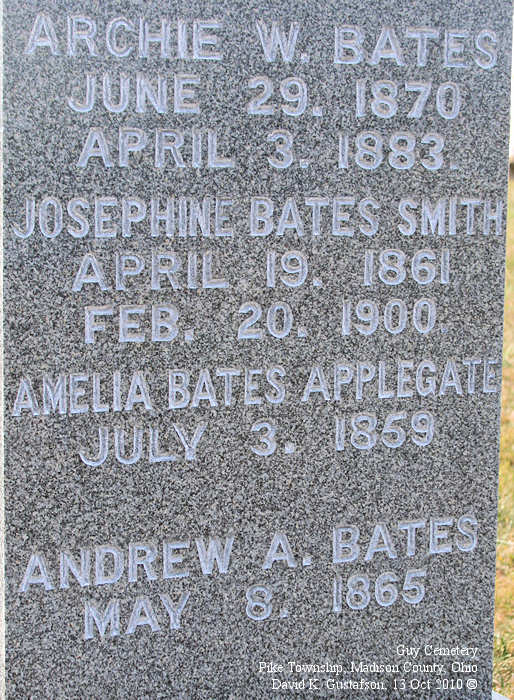 ARCHIE W. BATES
JUNE 29. 1870
APRIL 3. 1883.
JOSEPHINE BATES SMITH
APRIL 19. 1861
FEB. 20. 1900.
AMELIA BATES APPLEGATE
JULY 3. 1859
ANDREW A. BATES
MAY 8. 1865
Guy Cemetery
Pike Township, Madison County, Ohio
David K. Gustafson, 13 Oct 2010 ©